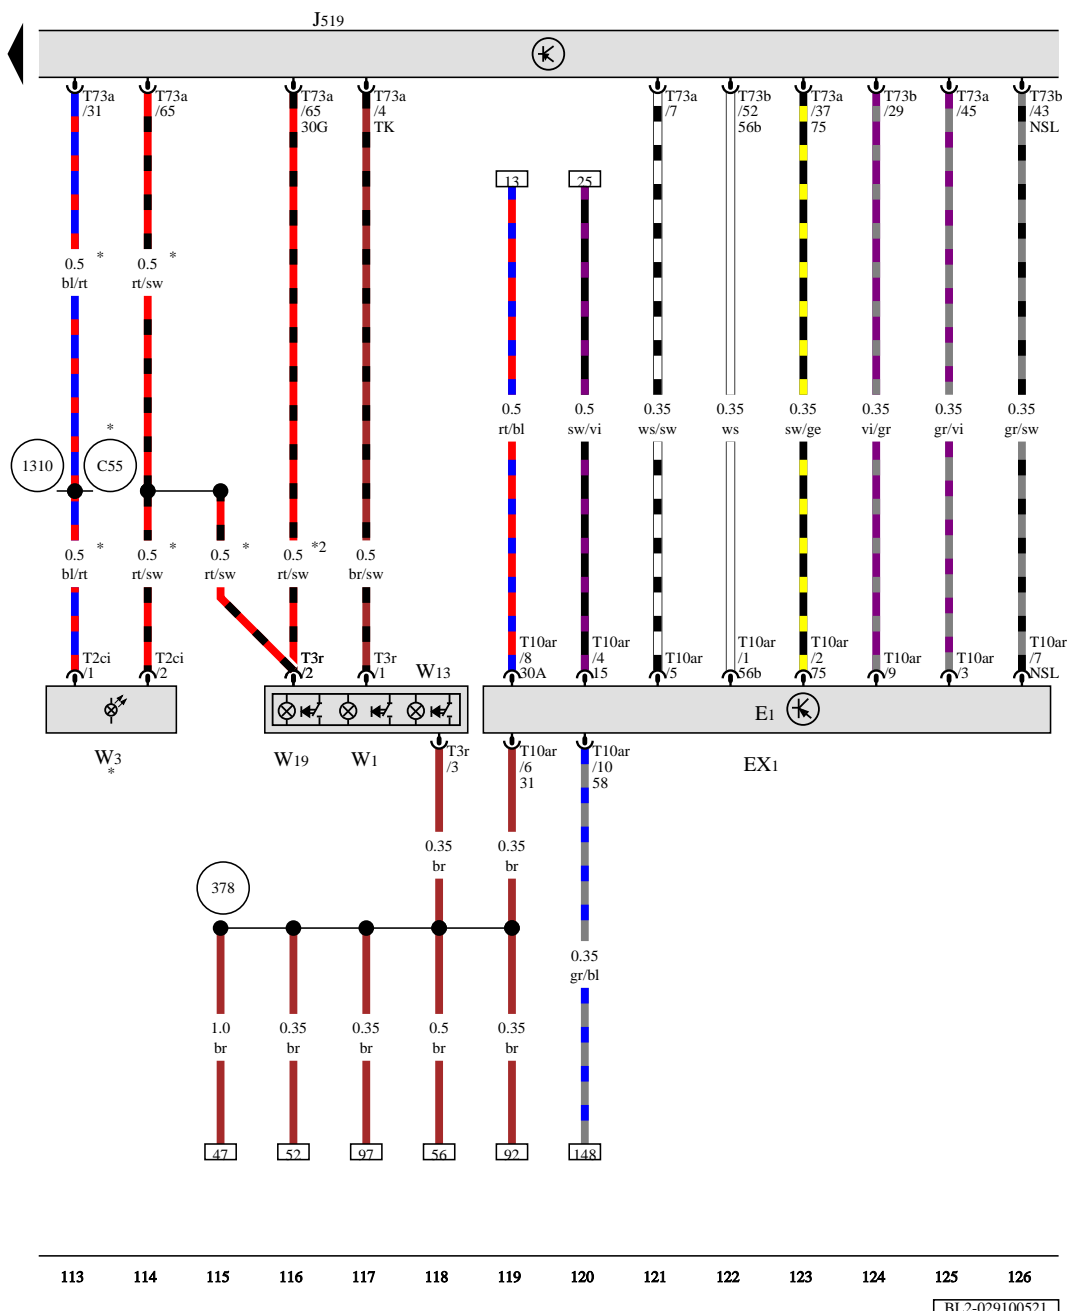 J519
T73a T73a T73a T73a T73a T73b T73a T73b T73a T73b
/31 /65 /65 /4 /7 /52 /37 /29 /45 /43
30G TK 56b 75 NSL
13 25
* *
0.5 0.5
bl/rt rt/sw
0.5 0.5 0.35 0.35 0.35 0.35 0.35 0.35
rt/bl sw/vi ws/sw ws sw/ge vi/gr gr/vi gr/sw
*
1310 C55
* * * *2
0.5 0.5 0.5 0.5 0.5
bl/rt rt/sw rt/sw rt/sw br/sw
T10ar T10ar T10ar T10ar T10ar
T2ci T2ci T3r T3r /8 /4 T10ar /1 /2 T10ar T10ar /7
/1 /2 /2 /1 W13 30A 15 /5 56b 75 /9 /3 NSL
E1
W3 W19 W1 T3r T10ar T10ar EX1
* /3 /6 /10
31 58
0.35 0.35
br br
378
0.35
gr/bl
1.0 0.35 0.35 0.5 0.35
br br br br br
47 52 97 56 92 148
113 114 115 116 117 118 119 120 121 122 123 124 125 126
BL2-029100521